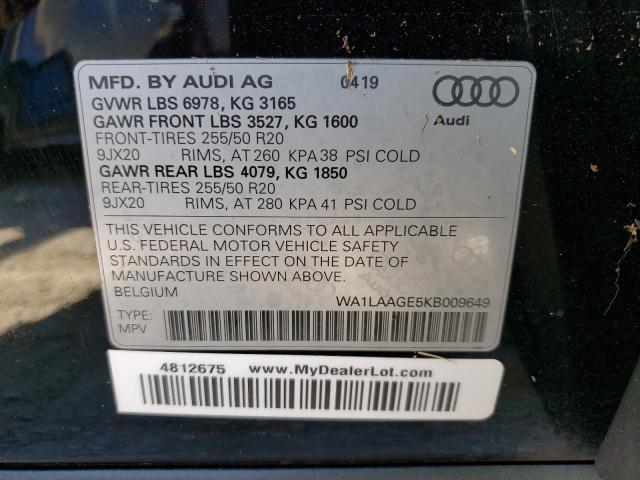 MFD. BY AUDI AG 0419
GVWR LBS 6978, KG 3165
GAWR FRONT LBS 3527, KG 1600
FRONT-TIRES 255/50 R20
9JX20 RIMS, AT 260 KPA 38 PSI COLD
GAWR REAR LBS 4079, KG 1850
REAR-TIRES 255/50 R20
9JX20 RIMS, AT 280 KPA 41 PSI COLD
Audi
THIS VEHICLE CONFORMS TO ALL APPLICABLE
U.S. FEDERAL MOTOR VEHICLE SAFETY
STANDARDS IN EFFECT ON THE DATE OF
MANUFACTURE SHOWN ABOVE.
BELGIUM WA1LAAGE5KB009649
TYPE:
MPV
4812675 www.MyDealerLot.com